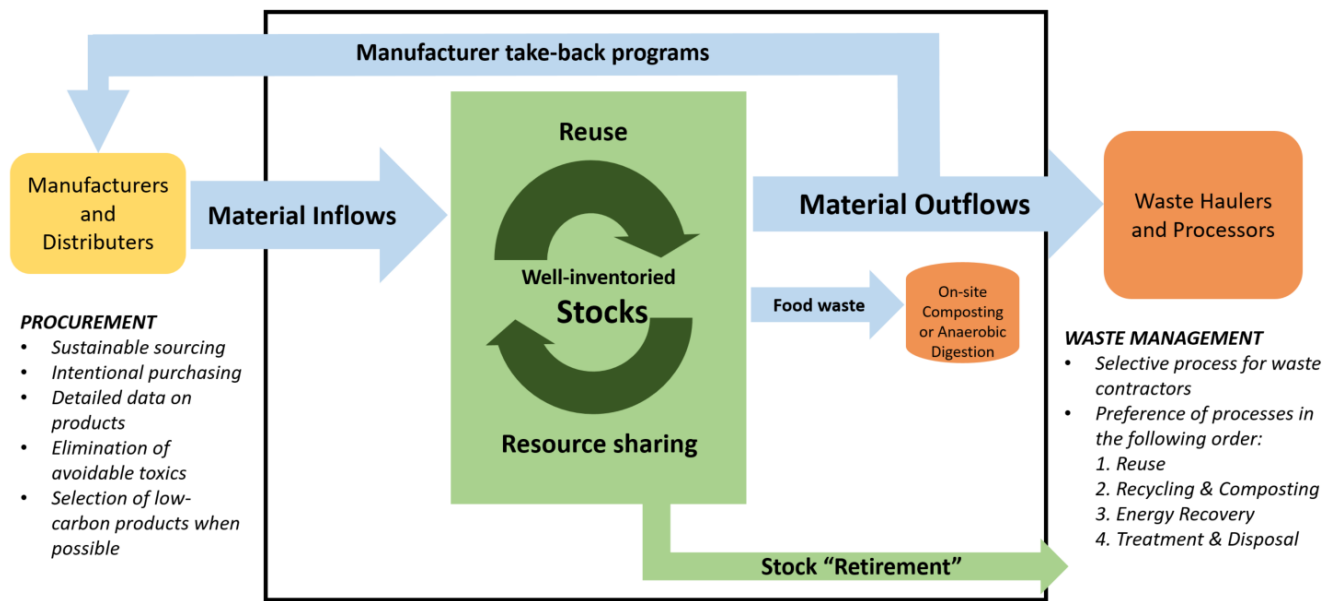 Manufacturer take-back programs
Manufacturers
and
Distributers
Material Inflows
Reuse
Well-inventoried
Stocks
Resource sharing
Material Outflows
Food waste
On-site
Composting
or Anaerobic
Digestion
Waste Haulers
and Processors
Stock “Retirement”
PROCUREMENT
• Sustainable sourcing
• Intentional purchasing
• Detailed data on
products
• Elimination of
avoidable toxics
• Selection of low-
carbon products when
possible
WASTE MANAGEMENT
• Selective process for waste
contractors
• Preference of processes in
the following order:
1. Reuse
2. Recycling & Composting
3. Energy Recovery
4. Treatment & Disposal